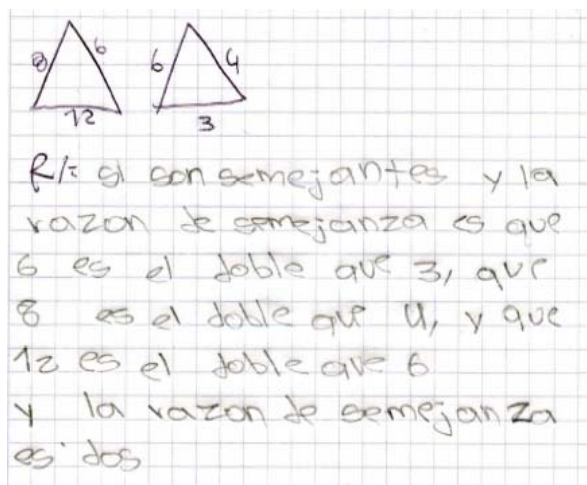 8 6 6 4
12 3
R/= si son semejantes y la
razon de semejanza es que
6 es el doble que 3, que
8 es el doble que 4, y que
12 es el doble que 6
y la razon de semejanza
es dos